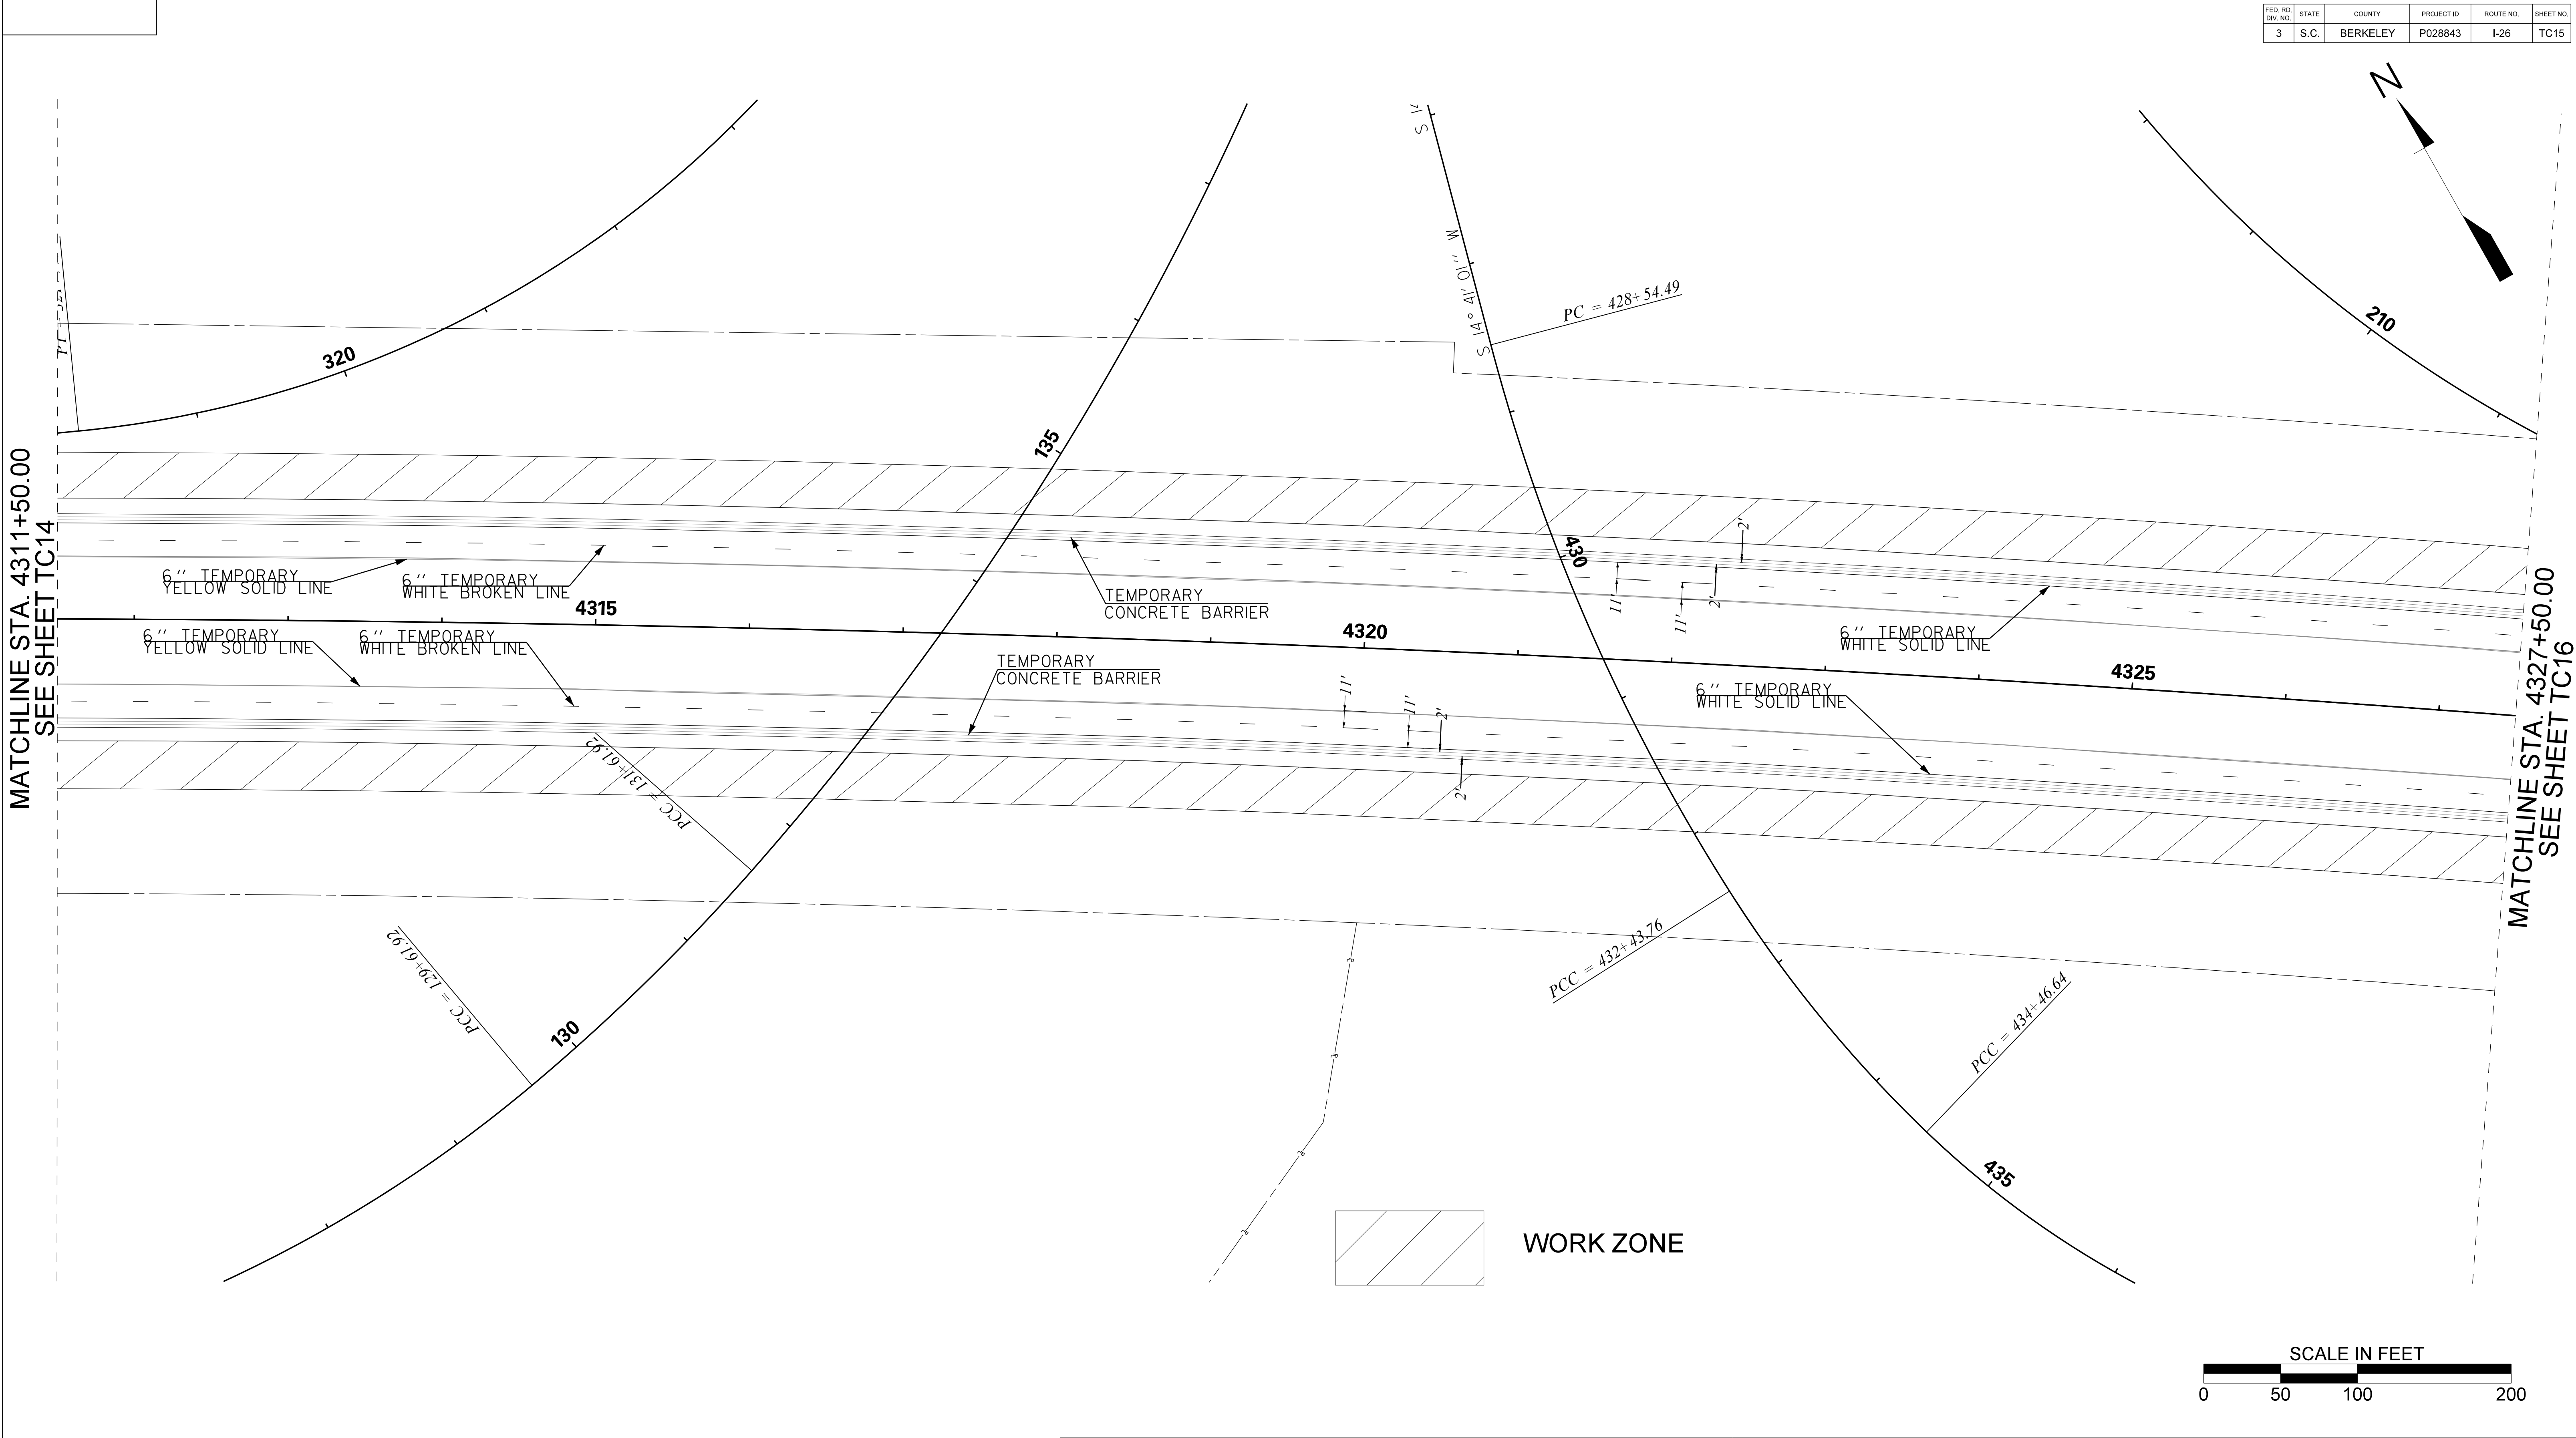 FED. RD. DIV. NO. STATE COUNTY PROJECT ID ROUTE NO. SHEET NO.
3 S.C. BERKELEY P028843 I-26 TC15
N
S
S 14° 41' 01'' W
PC = 428+54.49
320
210
135
430
MATCHLINE STA. 4311+50.00
SEE SHEET TC14
6'' TEMPORARY
YELLOW SOLID LINE
6'' TEMPORARY
WHITE BROKEN LINE
TEMPORARY
CONCRETE BARRIER
2'
11'
11'
2'
6'' TEMPORARY
WHITE SOLID LINE
4315
4320
4325
6'' TEMPORARY
YELLOW SOLID LINE
6'' TEMPORARY
WHITE BROKEN LINE
TEMPORARY
CONCRETE BARRIER
11'
11'
2'
2'
6'' TEMPORARY
WHITE SOLID LINE
MATCHLINE STA. 4327+50.00
SEE SHEET TC16
PCC = 131+61.92
PCC = 129+61.92
130
PCC = 432+43.76
PCC = 434+46.64
435
WORK ZONE
SCALE IN FEET
0 50 100 200